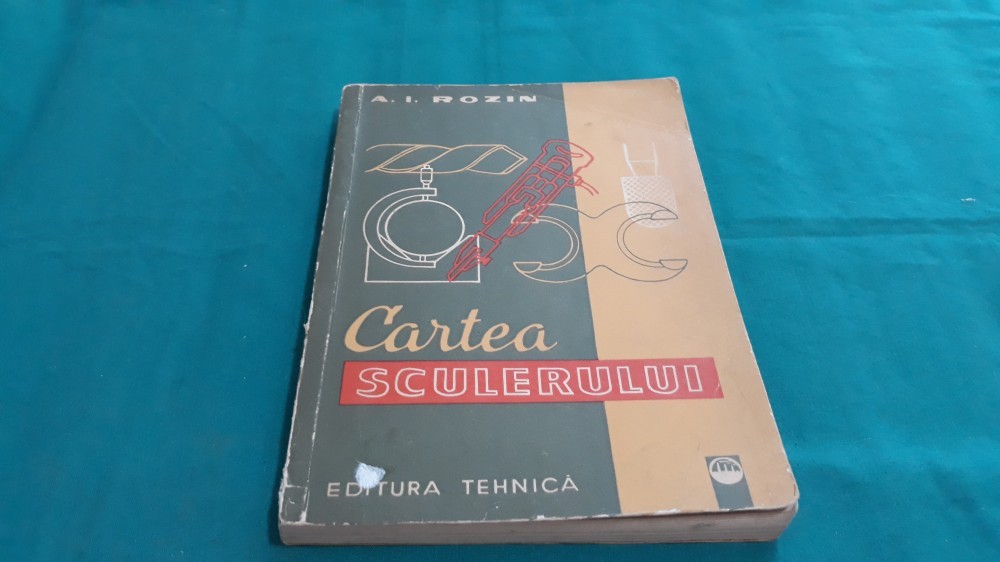 A. I. ROZIN
Cartea
SCULERULUI
EDITURA TEHNICĂ